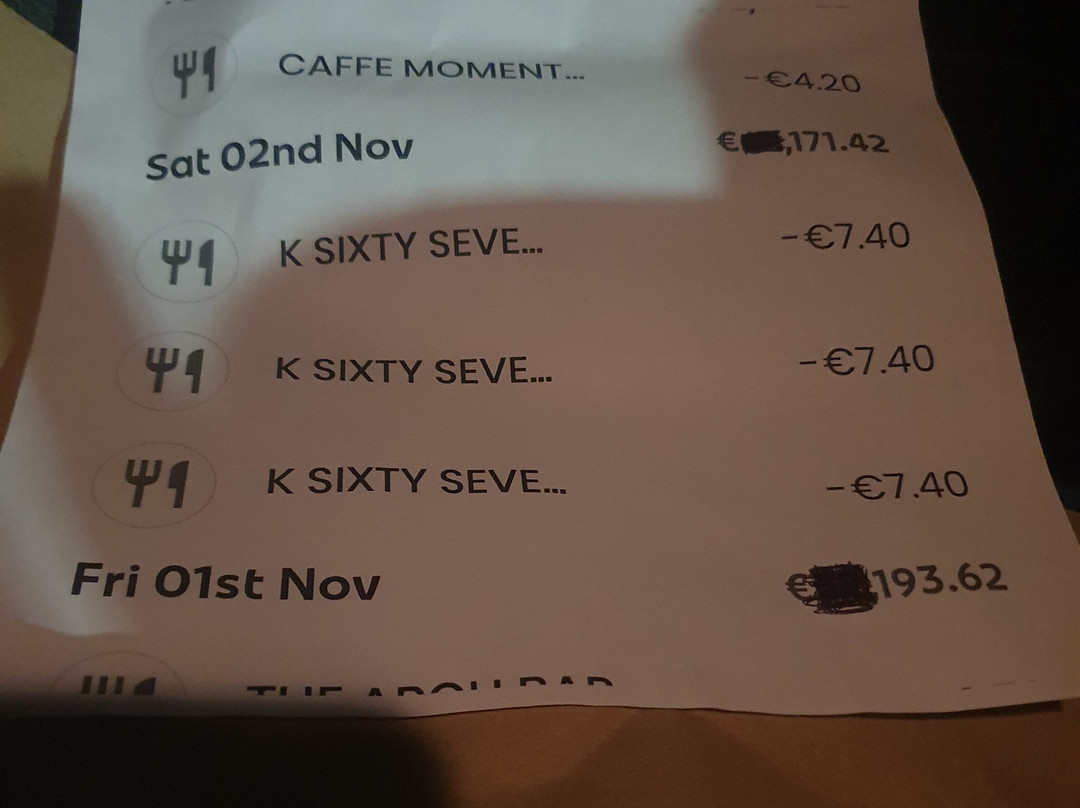 CAFFE MOMENT... -€4.20
Sat 02nd Nov € ,171.42
K SIXTY SEVE... -€7.40
K SIXTY SEVE... -€7.40
K SIXTY SEVE... -€7.40
Fri 01st Nov € 193.62
THE